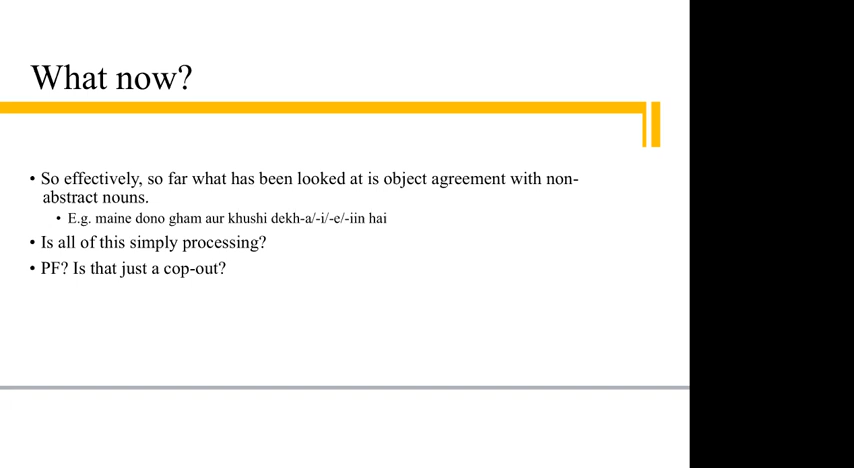 What now?
• So effectively, so far what has been looked at is object agreement with non-
abstract nouns.
• E.g. maine dono gham aur khushi dekh-a/-i/-e/-iin hai
• Is all of this simply processing?
• PF? Is that just a cop-out?